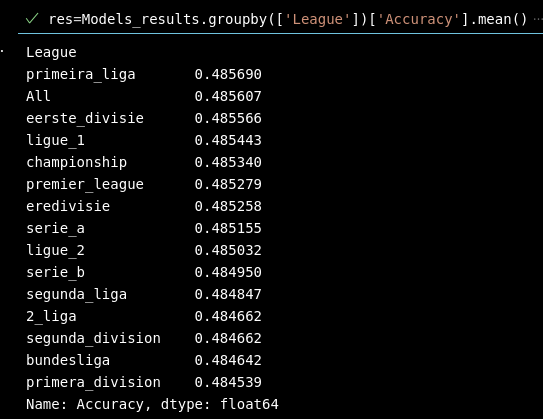 res=Models_results.groupby(['League'])['Accuracy'].mean() ...
League
primeira_liga 0.485690
All 0.485607
eerste_divisie 0.485566
ligue_1 0.485443
championship 0.485340
premier_league 0.485279
eredivisie 0.485258
serie_a 0.485155
ligue_2 0.485032
serie_b 0.484950
segunda_liga 0.484847
2_liga 0.484662
segunda_division 0.484662
bundesliga 0.484642
primera_division 0.484539
Name: Accuracy, dtype: float64